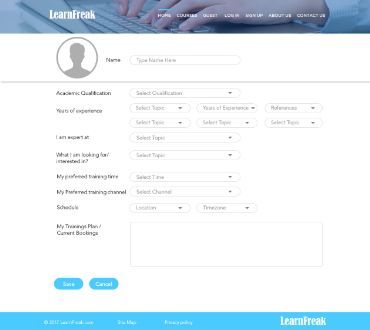 LearnFreak
HOME COURSES GUEST LOG IN SIGN UP ABOUT US CONTACT US
Name Type Name Here
Academic Qualification Select Qualification
Years of experience Select Topic Years of Experience References
Select Topic Select Topic Select Topic
I am expert at Select Topic
What I am looking for/ Select Topic
interested in?
My preferred training time Select Time
My Preferred training channel Select Channel
Schedule Location Timezone
My Trainings Plan /
Current Bookings
Save Cancel
© 2017 LearnFreak.com Site Map Privacy policy LearnFreak